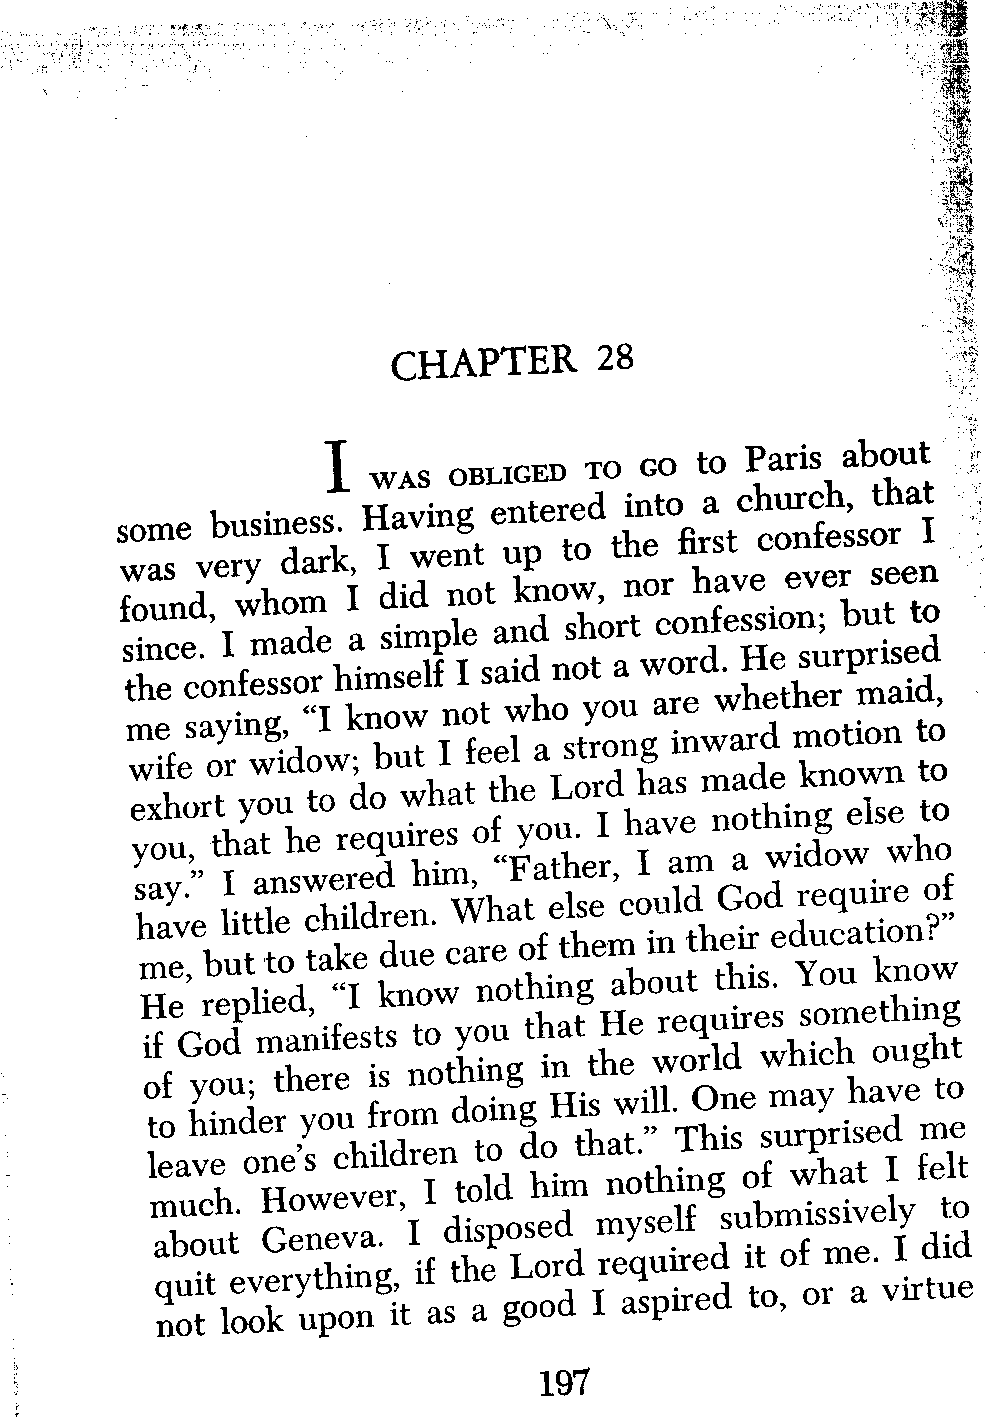 CHAPTER 28
I WAS OBLIGED TO GO to Paris about
some business. Having entered into a church, that
was very dark, I went up to the first confessor I
found, whom I did not know, nor have ever seen
since. I made a simple and short confession; but to
the confessor himself I said not a word. He surprised
me saying, “I know not who you are whether maid,
wife or widow; but I feel a strong inward motion to
exhort you to do what the Lord has made known to
you, that he requires of you. I have nothing else to
say.” I answered him, “Father, I am a widow who
have little children. What else could God require of
me, but to take due care of them in their education?”
He replied, “I know nothing about this. You know
if God manifests to you that He requires something
of you; there is nothing in the world which ought
to hinder you from doing His will. One may have to
leave one’s children to do that.” This surprised me
much. However, I told him nothing of what I felt
about Geneva. I disposed myself submissively to
quit everything, if the Lord required it of me. I did
not look upon it as a good I aspired to, or a virtue
197